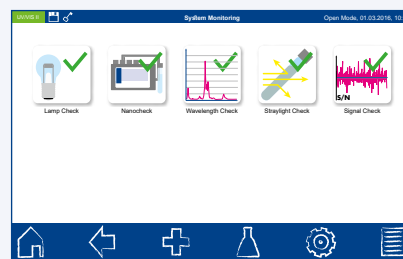 UV/VIS II
System Monitoring
Open Mode, 01.03.2016, 10:
Lamp Check
Nanocheck
Wavelength Check
Straylight Check
S/N
Signal Check